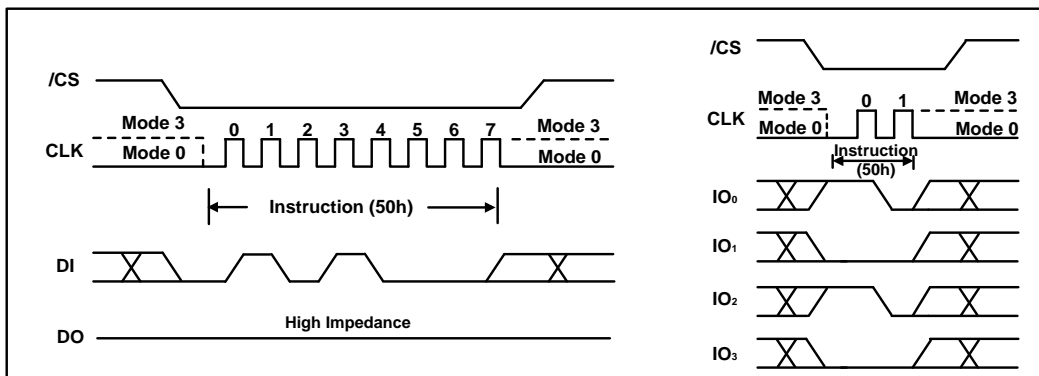 /CS
Mode 3
CLK
Mode 0
0 1 2 3 4 5 6 7
Mode 3
Mode 0
Instruction (50h)
DI
High Impedance
DO
/CS
Mode 3
CLK
Mode 0
0 1
Mode 3
Mode 0
Instruction
(50h)
IO₀
IO₁
IO₂
IO₃